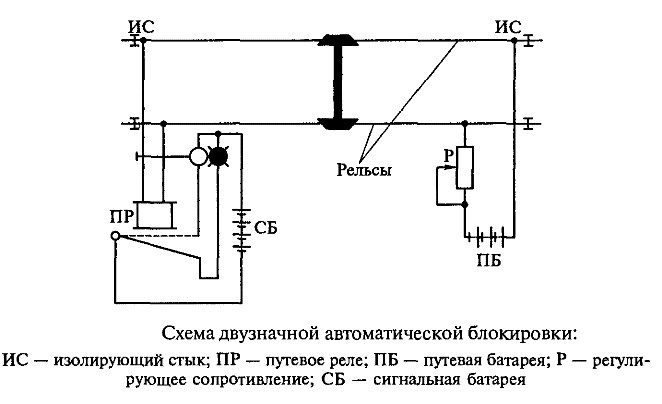 ИС
ИС
Р
Рельсы
ПР
СБ
ПБ
Схема двузначной автоматической блокировки:
ИС — изолирующий стык; ПР — путевое реле; ПБ — путевая батарея; Р — регули-
рующее сопротивление; СБ — сигнальная батарея